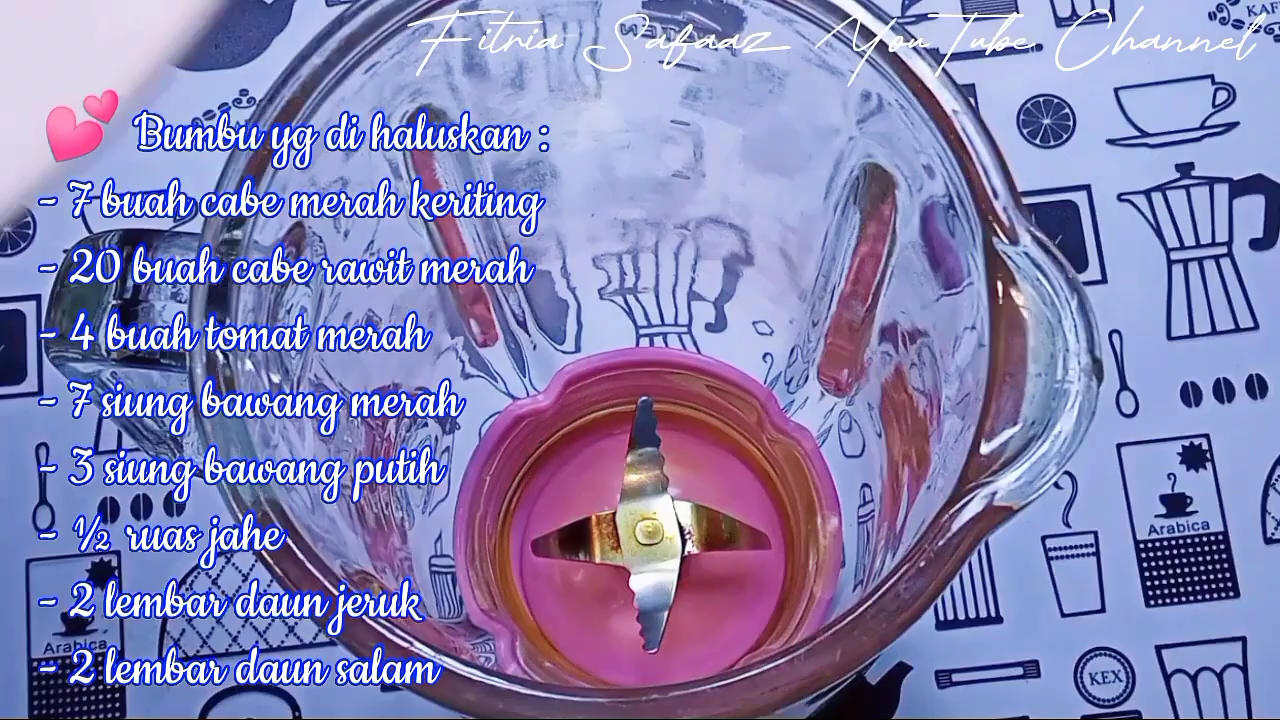 Fitria Safaaz YouTube Channel
KAF
Bumbu yg di haluskan :
- 7 buah cabe merah keriting
- 20 buah cabe rawit merah
- 4 buah tomat merah
- 7 siung bawang merah
- 3 siung bawang putih
- ½ ruas jahe
- 2 lembar daun jeruk
- 2 lembar daun salam
Arabica
Arabica
KEX